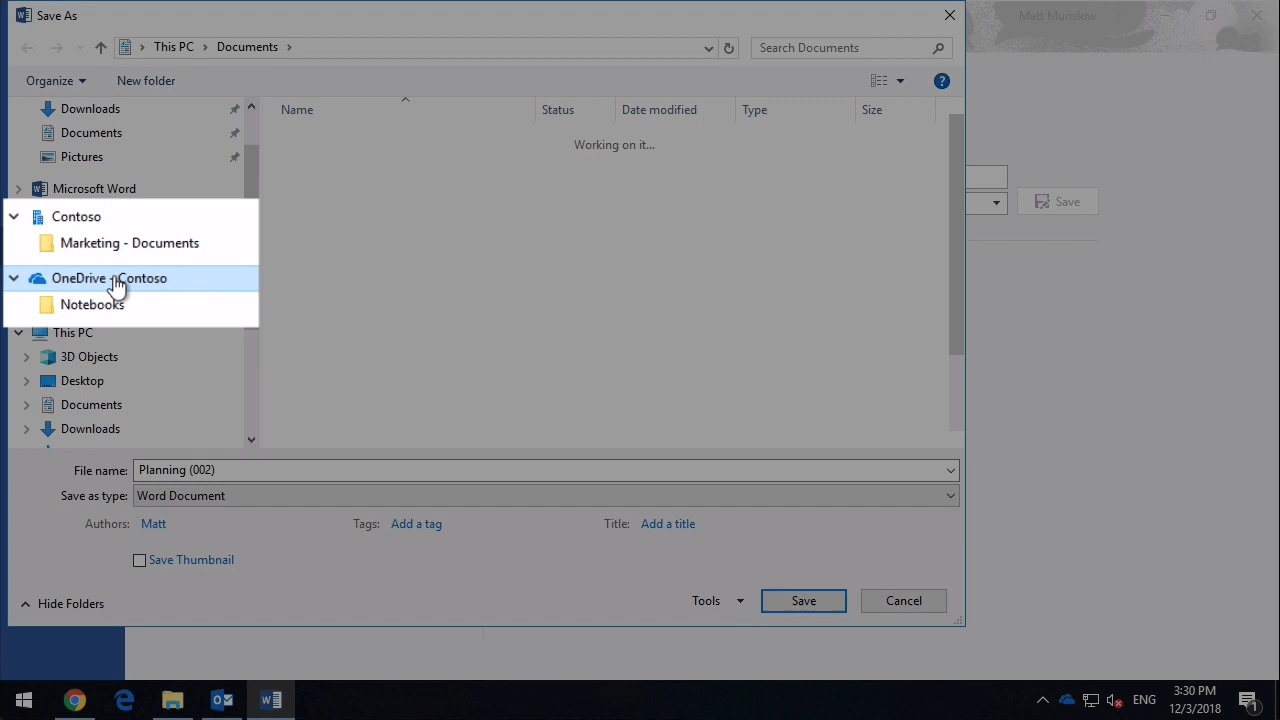 Save As
Matt Munslow
This PC > Documents >
Search Documents
Organize
New folder
Name
Status
Date modified
Type
Size
Working on it...
Downloads
Documents
Pictures
Microsoft Word
Contoso
Marketing - Documents
OneDrive - Contoso
Notebooks
This PC
3D Objects
Desktop
Documents
Downloads
Save
File name: Planning (002)
Save as type: Word Document
Authors: Matt
Tags: Add a tag
Title: Add a title
Save Thumbnail
Hide Folders
Tools
Save
Cancel
ENG
3:30 PM
12/3/2018
1